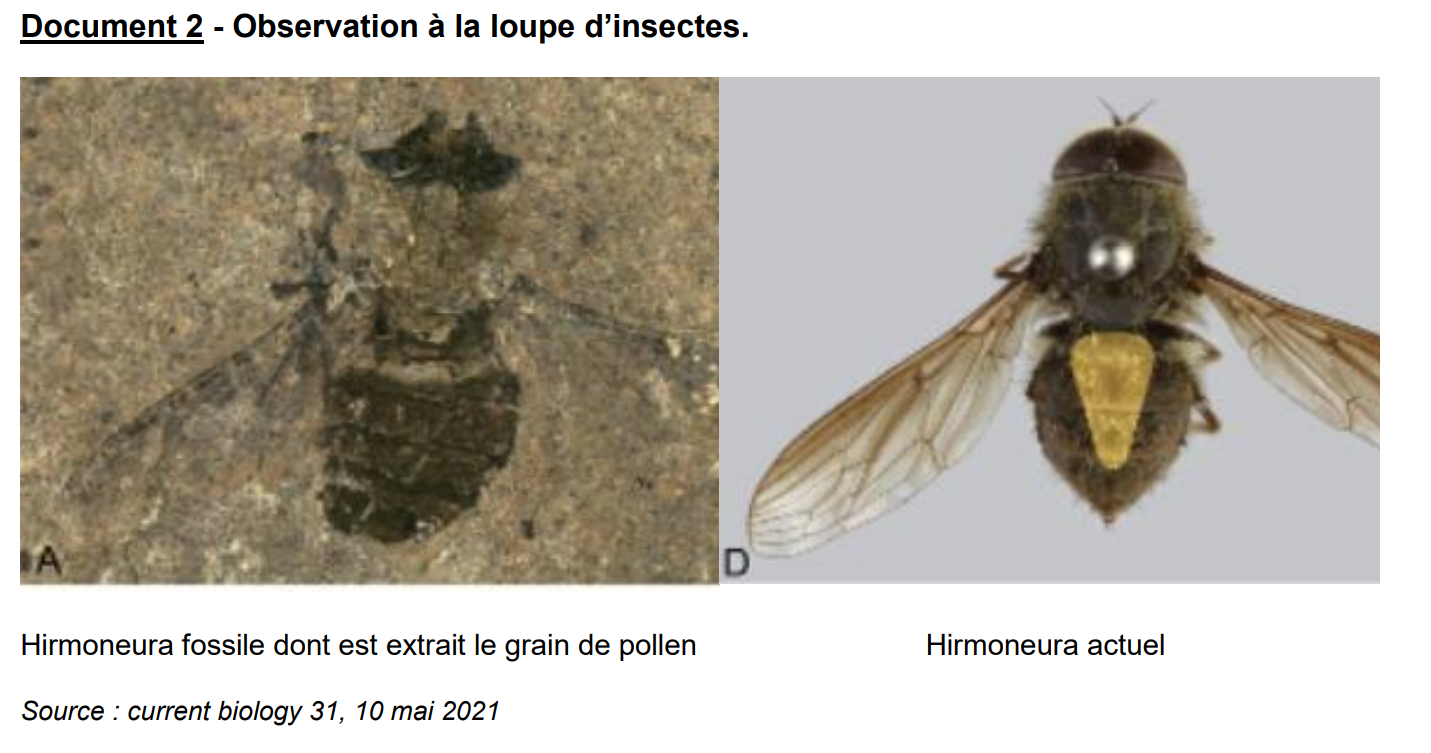 Document 2 - Observation à la loupe d’insectes.
A
D
Hirmoneura fossile dont est extrait le grain de pollen
Hirmoneura actuel
Source : current biology 31, 10 mai 2021